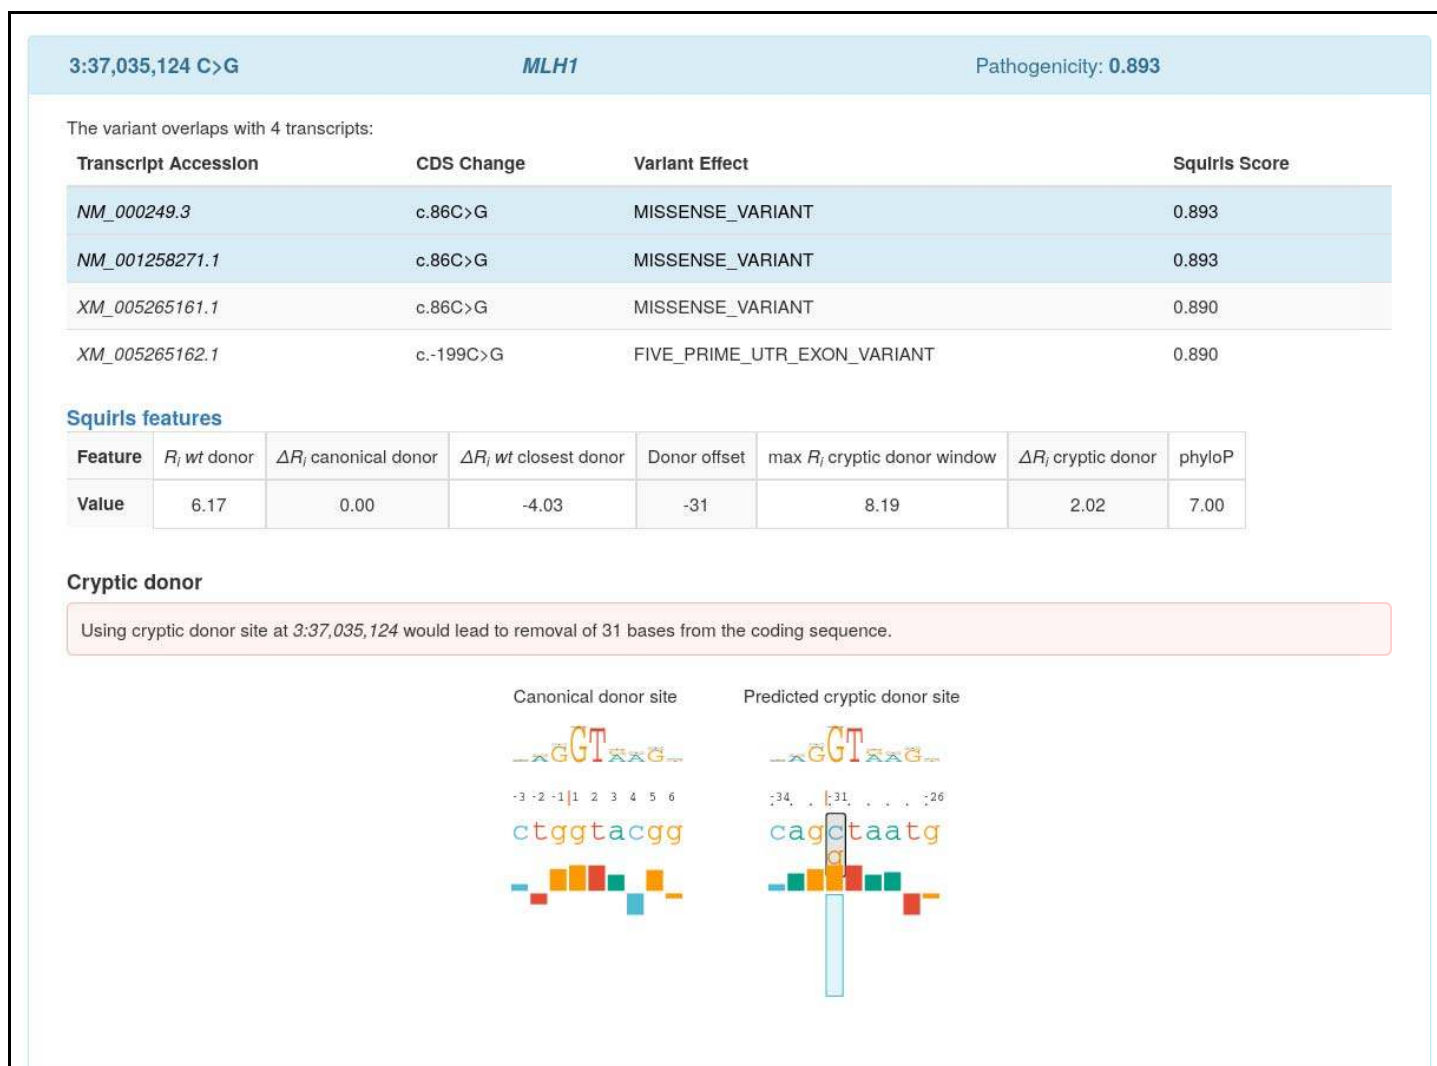 3:37,035,124 C>G MLH1 Pathogenicity: 0.893
The variant overlaps with 4 transcripts:
Transcript Accession CDS Change Variant Effect Squirls Score
NM_000249.3 c.86C>G MISSENSE_VARIANT 0.893
NM_001258271.1 c.86C>G MISSENSE_VARIANT 0.893
XM_005265161.1 c.86C>G MISSENSE_VARIANT 0.890
XM_005265162.1 c.-199C>G FIVE_PRIME_UTR_EXON_VARIANT 0.890
Squirls features
Feature Ri wt donor ΔRi canonical donor ΔRi wt closest donor Donor offset max Ri cryptic donor window ΔRi cryptic donor phyloP
Value 6.17 0.00 -4.03 -31 8.19 2.02 7.00
Cryptic donor
Using cryptic donor site at 3:37,035,124 would lead to removal of 31 bases from the coding sequence.
Canonical donor site Predicted cryptic donor site
GGT G GGT G
-3 -2 -1 1 2 3 4 5 6 -34 . . -31 . . . . -26
ctggtacgg cagctaatg
g